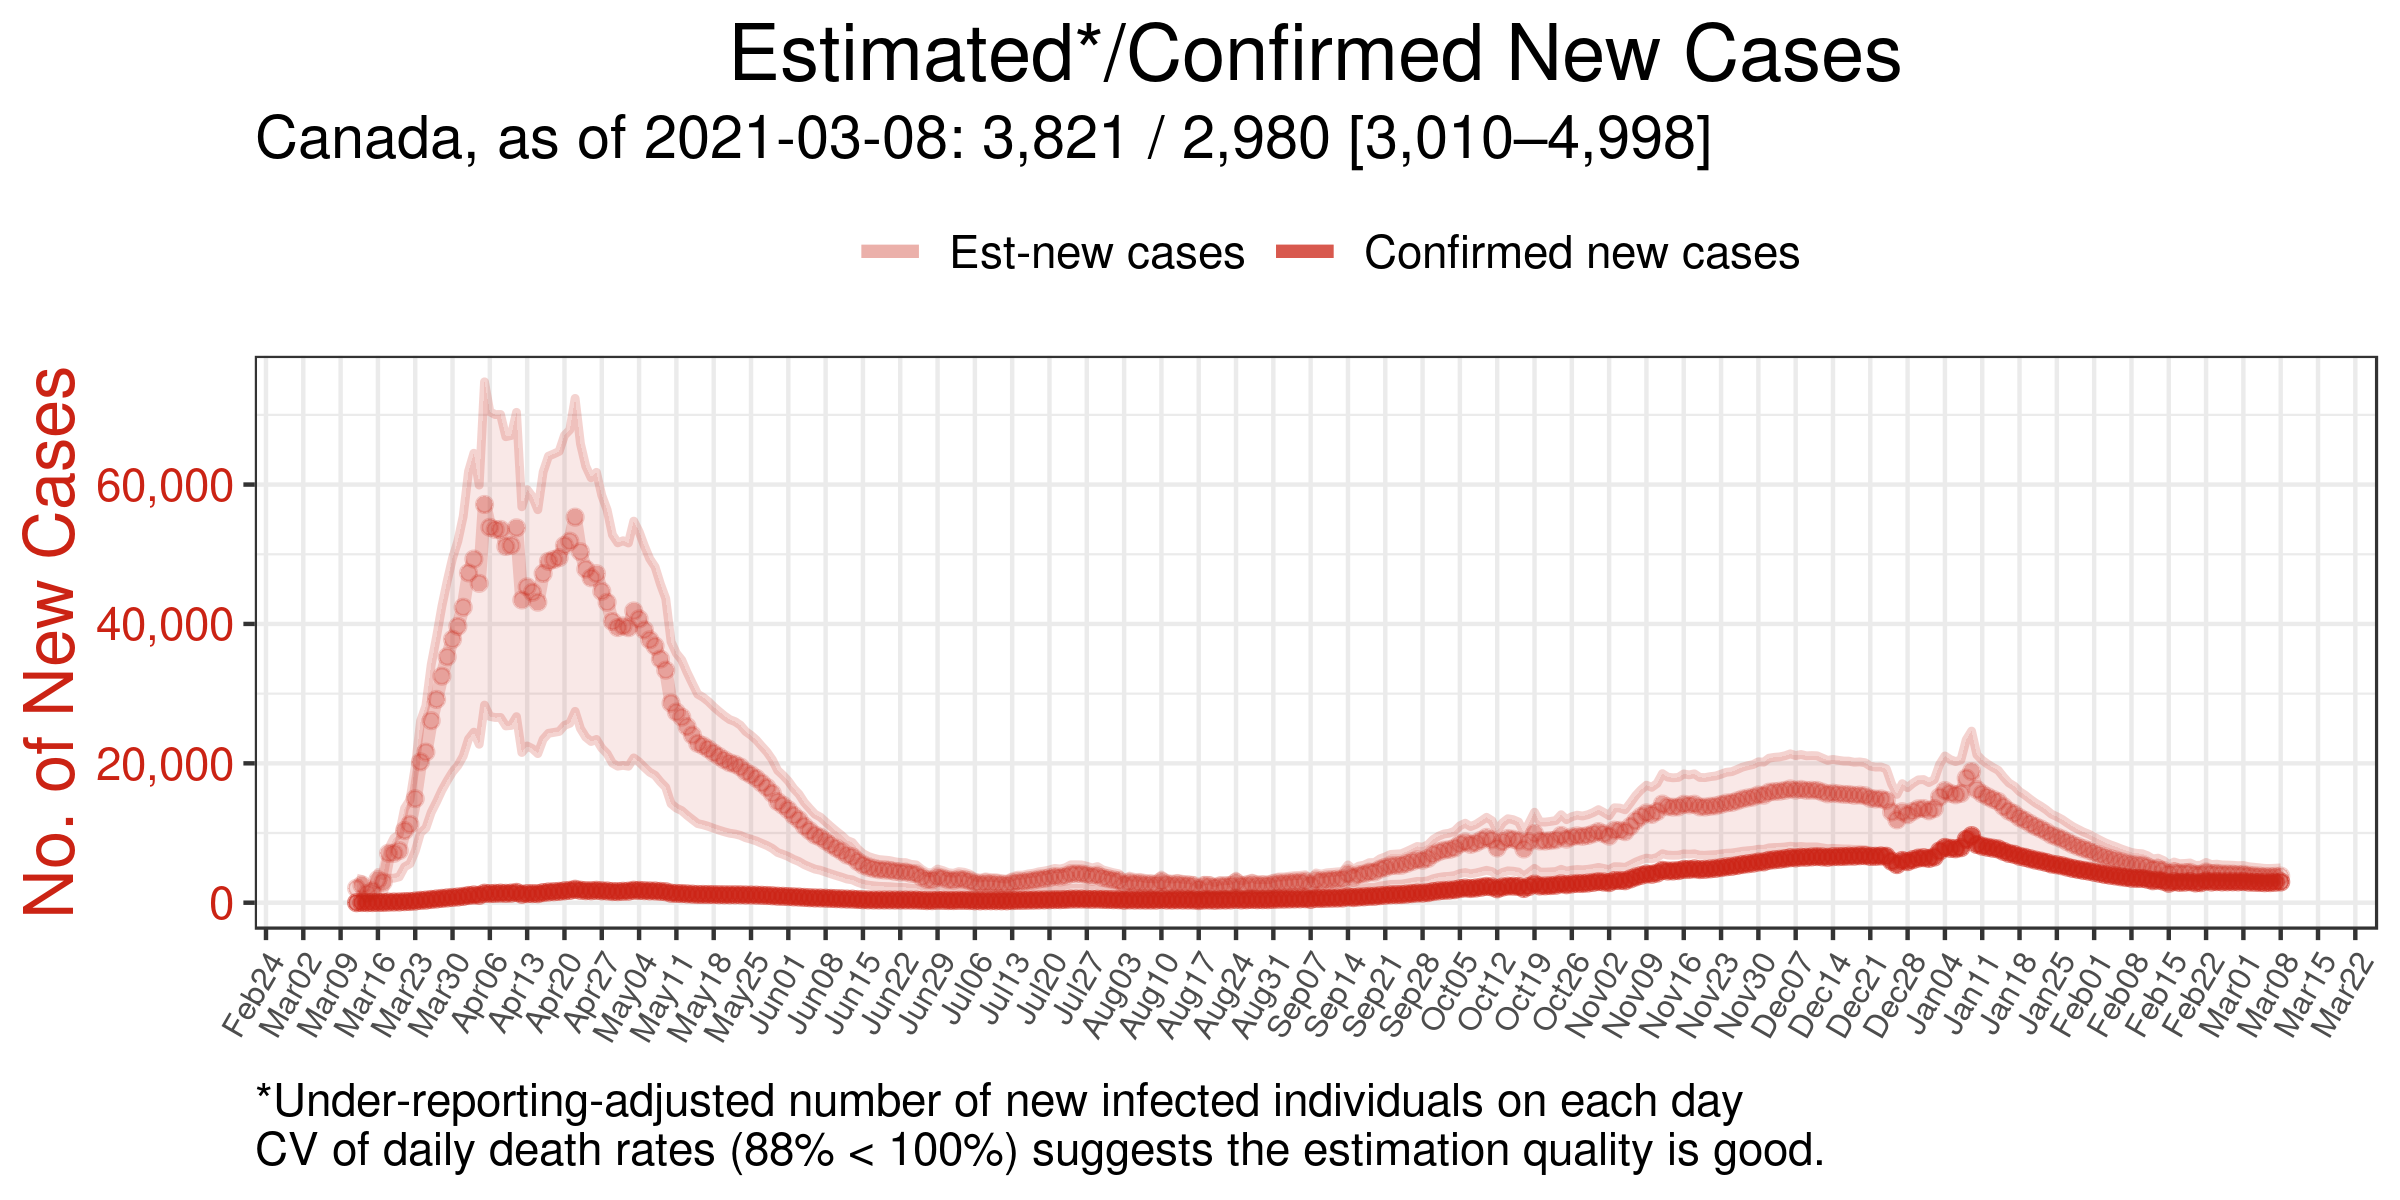 Estimated*/Confirmed New Cases
Canada, as of 2021-03-08: 3,821 / 2,980 [3,010–4,998]
Est-new cases
Confirmed new cases
No. of New Cases
60,000
40,000
20,000
0
Feb24
Mar02
Mar09
Mar16
Mar23
Mar30
Apr06
Apr13
Apr20
Apr27
May04
May11
May18
May25
Jun01
Jun08
Jun15
Jun22
Jun29
Jul06
Jul13
Jul20
Jul27
Aug03
Aug10
Aug17
Aug24
Aug31
Sep07
Sep14
Sep21
Sep28
Oct05
Oct12
Oct19
Oct26
Nov02
Nov09
Nov16
Nov23
Nov30
Dec07
Dec14
Dec21
Dec28
Jan04
Jan11
Jan18
Jan25
Feb01
Feb08
Feb15
Feb22
Mar01
Mar08
Mar15
Mar22
*Under-reporting-adjusted number of new infected individuals on each day
CV of daily death rates (88% < 100%) suggests the estimation quality is good.